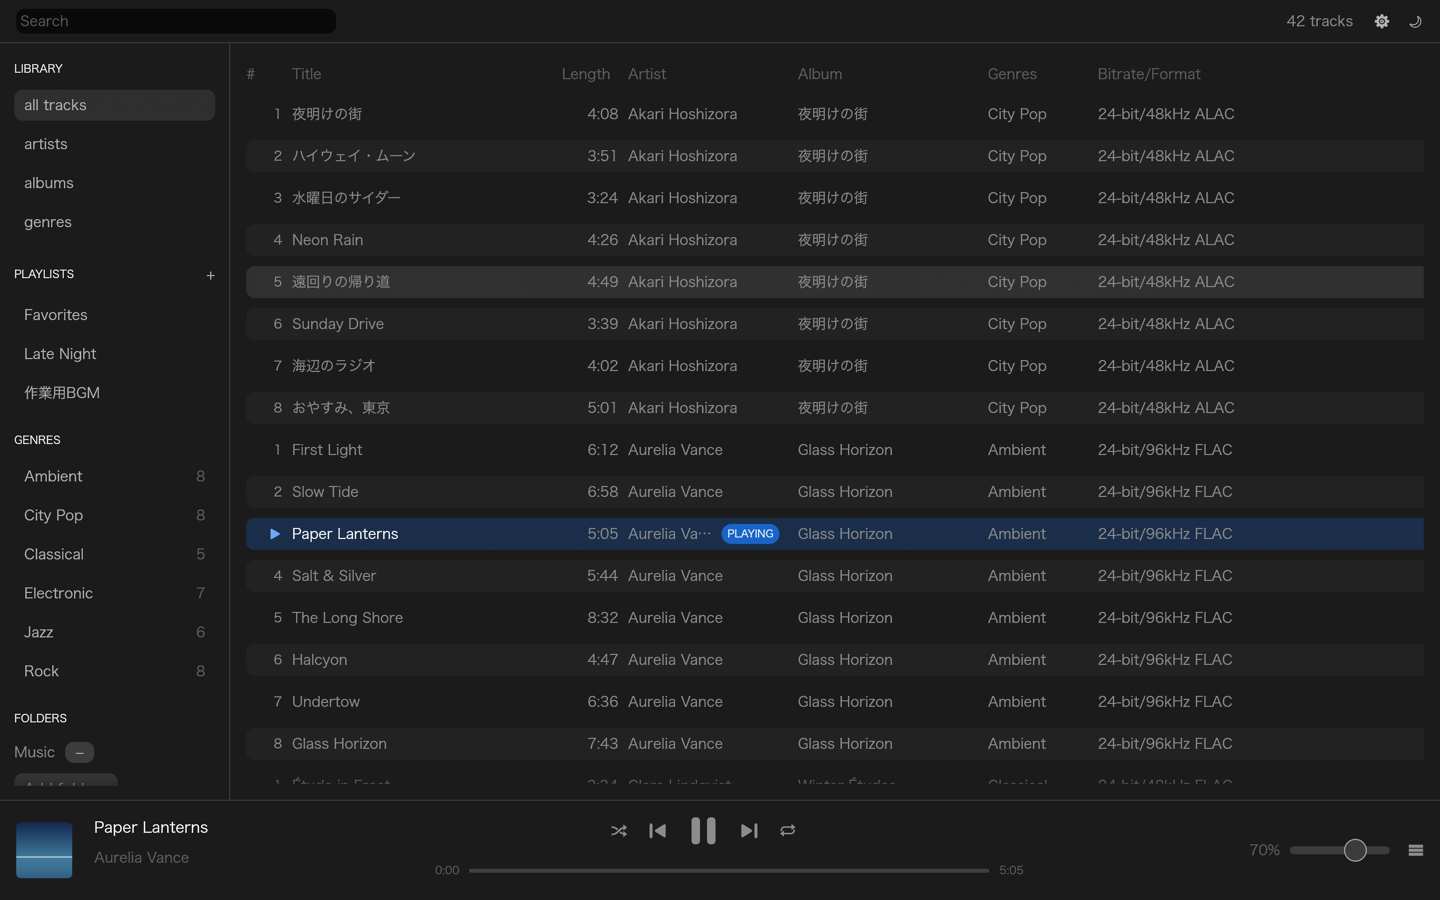 Search
42 tracks
LIBRARY
all tracks
artists
albums
genres
PLAYLISTS +
Favorites
Late Night
作業用BGM
GENRES
Ambient 8
City Pop 8
Classical 5
Electronic 7
Jazz 6
Rock 8
FOLDERS
Music –
# Title Length Artist Album Genres Bitrate/Format
1 夜明けの街 4:08 Akari Hoshizora 夜明けの街 City Pop 24-bit/48kHz ALAC
2 ハイウェイ・ムーン 3:51 Akari Hoshizora 夜明けの街 City Pop 24-bit/48kHz ALAC
3 水曜日のサイダー 3:24 Akari Hoshizora 夜明けの街 City Pop 24-bit/48kHz ALAC
4 Neon Rain 4:26 Akari Hoshizora 夜明けの街 City Pop 24-bit/48kHz ALAC
5 遠回りの帰り道 4:49 Akari Hoshizora 夜明けの街 City Pop 24-bit/48kHz ALAC
6 Sunday Drive 3:39 Akari Hoshizora 夜明けの街 City Pop 24-bit/48kHz ALAC
7 海辺のラジオ 4:02 Akari Hoshizora 夜明けの街 City Pop 24-bit/48kHz ALAC
8 おやすみ、東京 5:01 Akari Hoshizora 夜明けの街 City Pop 24-bit/48kHz ALAC
1 First Light 6:12 Aurelia Vance Glass Horizon Ambient 24-bit/96kHz FLAC
2 Slow Tide 6:58 Aurelia Vance Glass Horizon Ambient 24-bit/96kHz FLAC
Paper Lanterns 5:05 Aurelia Va… PLAYING Glass Horizon Ambient 24-bit/96kHz FLAC
4 Salt & Silver 5:44 Aurelia Vance Glass Horizon Ambient 24-bit/96kHz FLAC
5 The Long Shore 8:32 Aurelia Vance Glass Horizon Ambient 24-bit/96kHz FLAC
6 Halcyon 4:47 Aurelia Vance Glass Horizon Ambient 24-bit/96kHz FLAC
7 Undertow 6:36 Aurelia Vance Glass Horizon Ambient 24-bit/96kHz FLAC
8 Glass Horizon 7:43 Aurelia Vance Glass Horizon Ambient 24-bit/96kHz FLAC
Paper Lanterns
Aurelia Vance
0:00
5:05
70%